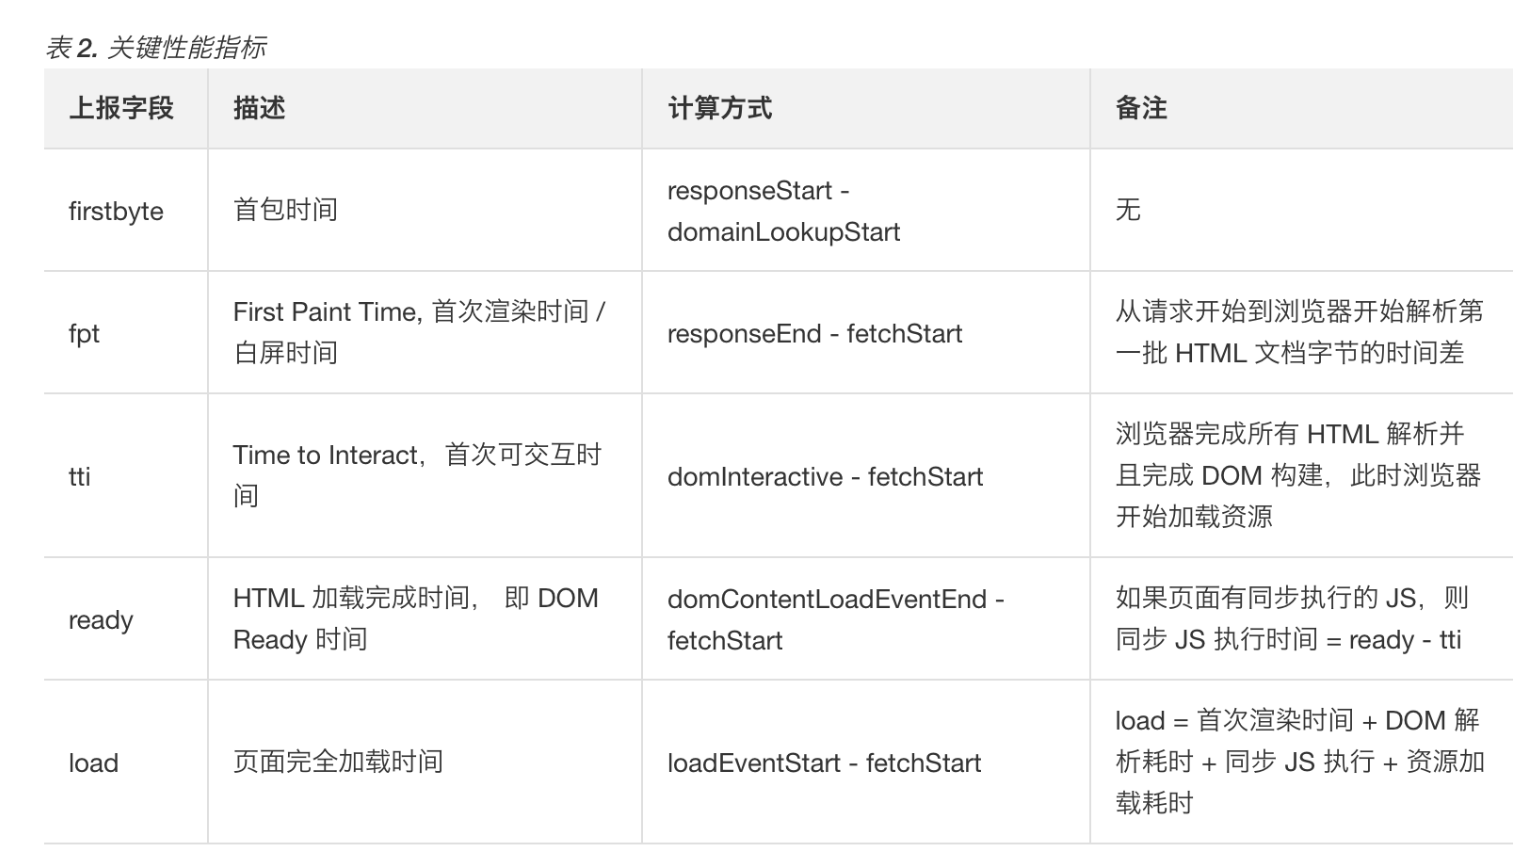 表 2. 关键性能指标
上报字段 描述 计算方式 备注
firstbyte 首包时间 responseStart -
domainLookupStart 无
fpt First Paint Time, 首次渲染时间 /
白屏时间 responseEnd - fetchStart 从请求开始到浏览器开始解析第
一批 HTML 文档字节的时间差
tti Time to Interact，首次可交互时
间 domInteractive - fetchStart 浏览器完成所有 HTML 解析并
且完成 DOM 构建，此时浏览器
开始加载资源
ready HTML 加载完成时间， 即 DOM
Ready 时间 domContentLoadEventEnd -
fetchStart 如果页面有同步执行的 JS，则
同步 JS 执行时间 = ready - tti
load 页面完全加载时间 loadEventStart - fetchStart load = 首次渲染时间 + DOM 解
析耗时 + 同步 JS 执行 + 资源加
载耗时